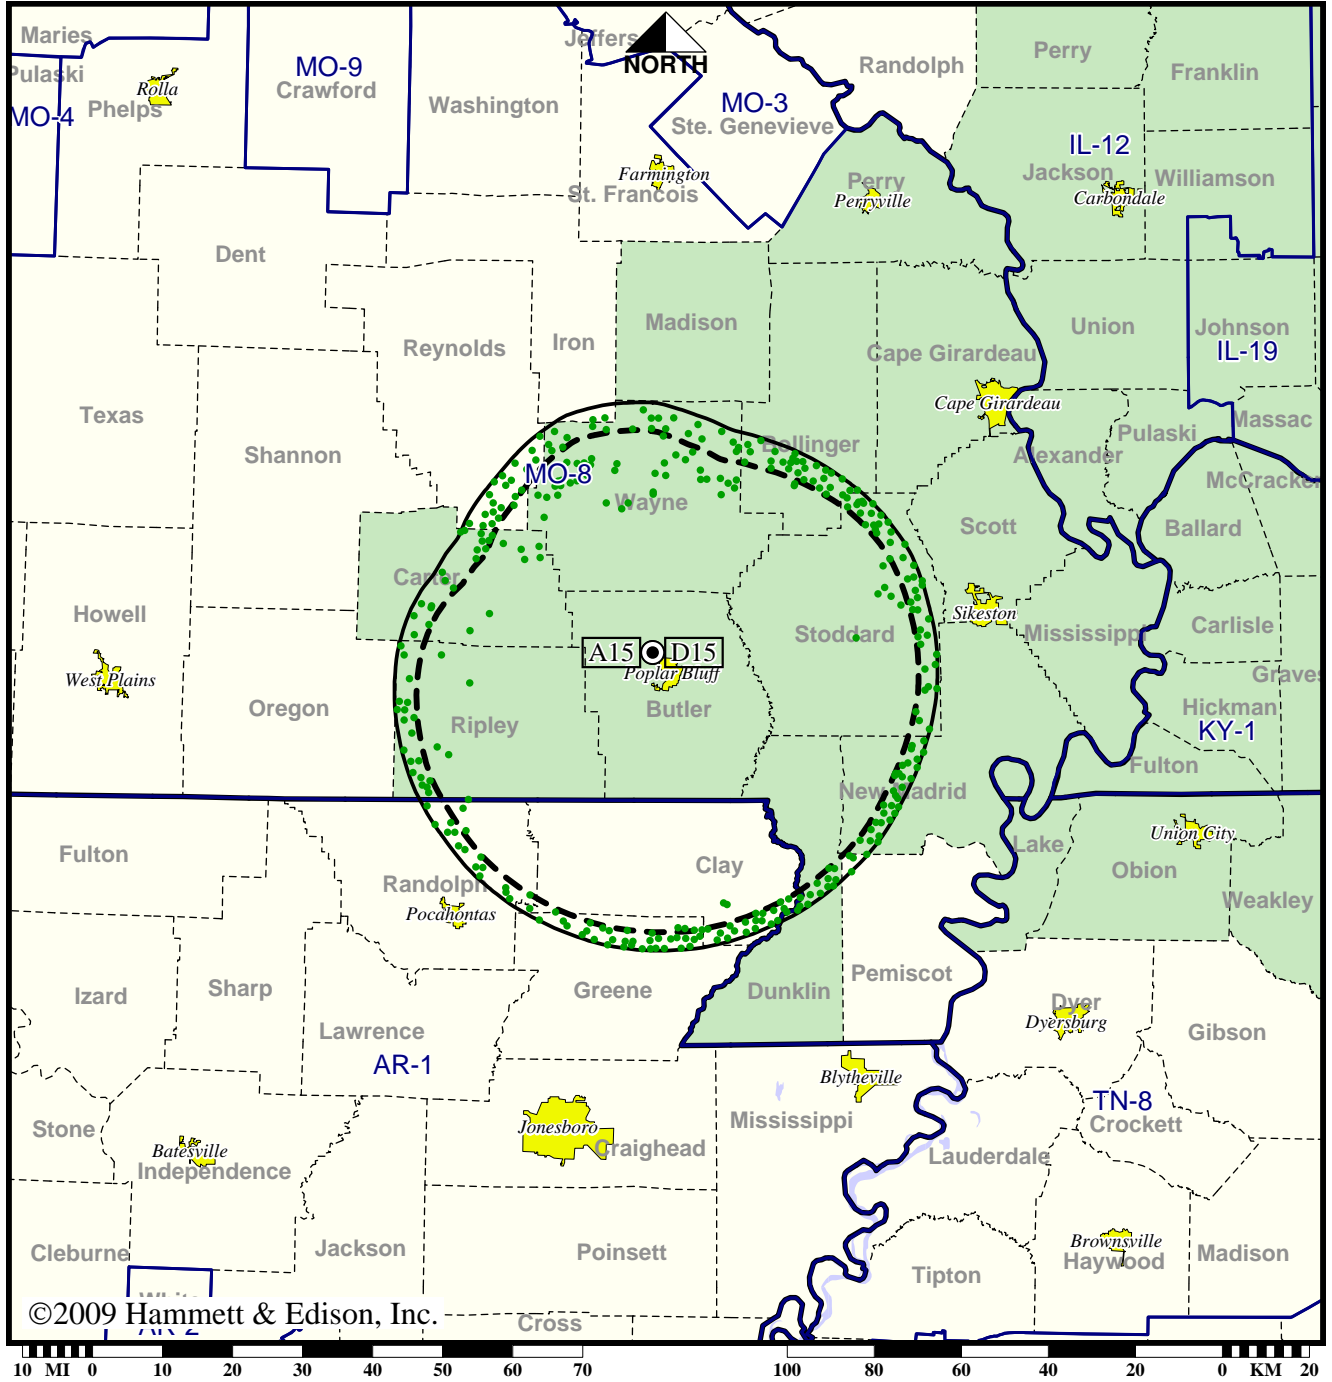 Maries
Jeffers
Perry
Randolph
Franklin
Pulaski
Rolla
MO-9
Crawford
NORTH
Washington
MO-3
MO-4
Phelps
Ste. Genevieve
IL-12
Farmington
St. Francois
Perry
Perryville
Jackson
Carbondale
Williamson
Dent
Madison
Union
Johnson
IL-19
Reynolds
Iron
Cape Girardeau
Cape Girardeau
Texas
Massac
Shannon
Bollinger
Pulaski
Alexander
MO-8
McCracken
Wayne
Scott
Ballard
Carter
Howell
Sikeston
Stoddard
Mississippi
Carlisle
A15
D15
West Plains
Poplar Bluff
Graves
Oregon
Butler
Hickman
Ripley
KY-1
Fulton
New Madrid
Union City
Lake
Fulton
Clay
Obion
Randolph
Pocahontas
Weakley
Pemiscot
Izard
Sharp
Greene
Dunklin
Dyer
Dyersburg
Lawrence
Gibson
AR-1
Blytheville
TN-8
Stone
Jonesboro
Mississippi
Crockett
Batesville
Independence
Craighead
Lauderdale
Cleburne
Jackson
Poinsett
Brownsville
Haywood
Madison
Tipton
©2009 Hammett & Edison, Inc.
Cross
10 MI 0 10 20 30 40 50 60 70
100 80 60 40 20 0 KM 20